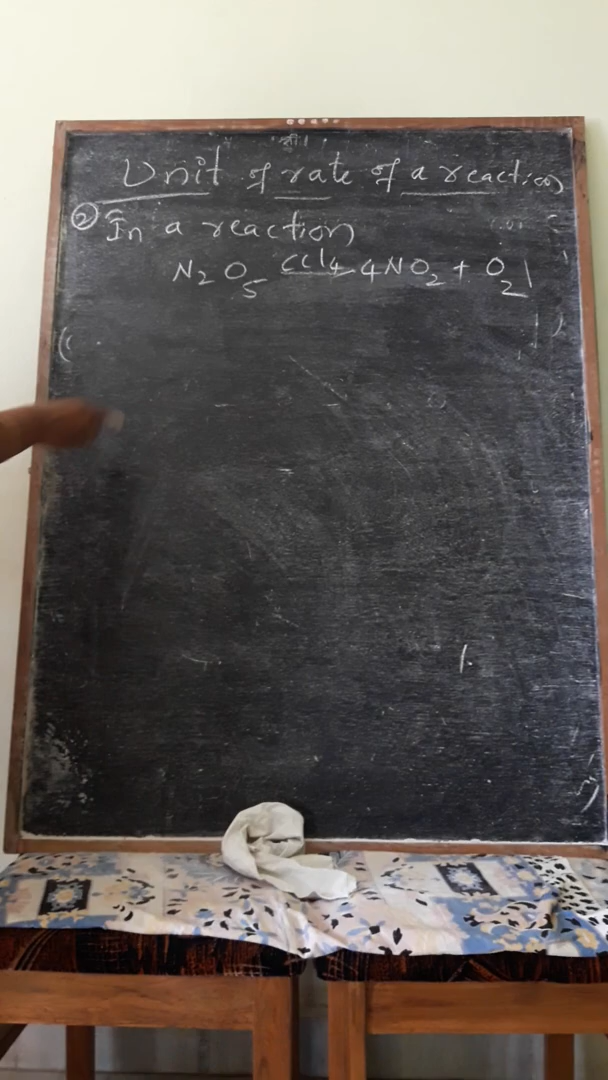 श्री।
Unit of rate of a reaction
② In a reaction
N₂O₅ CCl₄ 4NO₂ + O₂